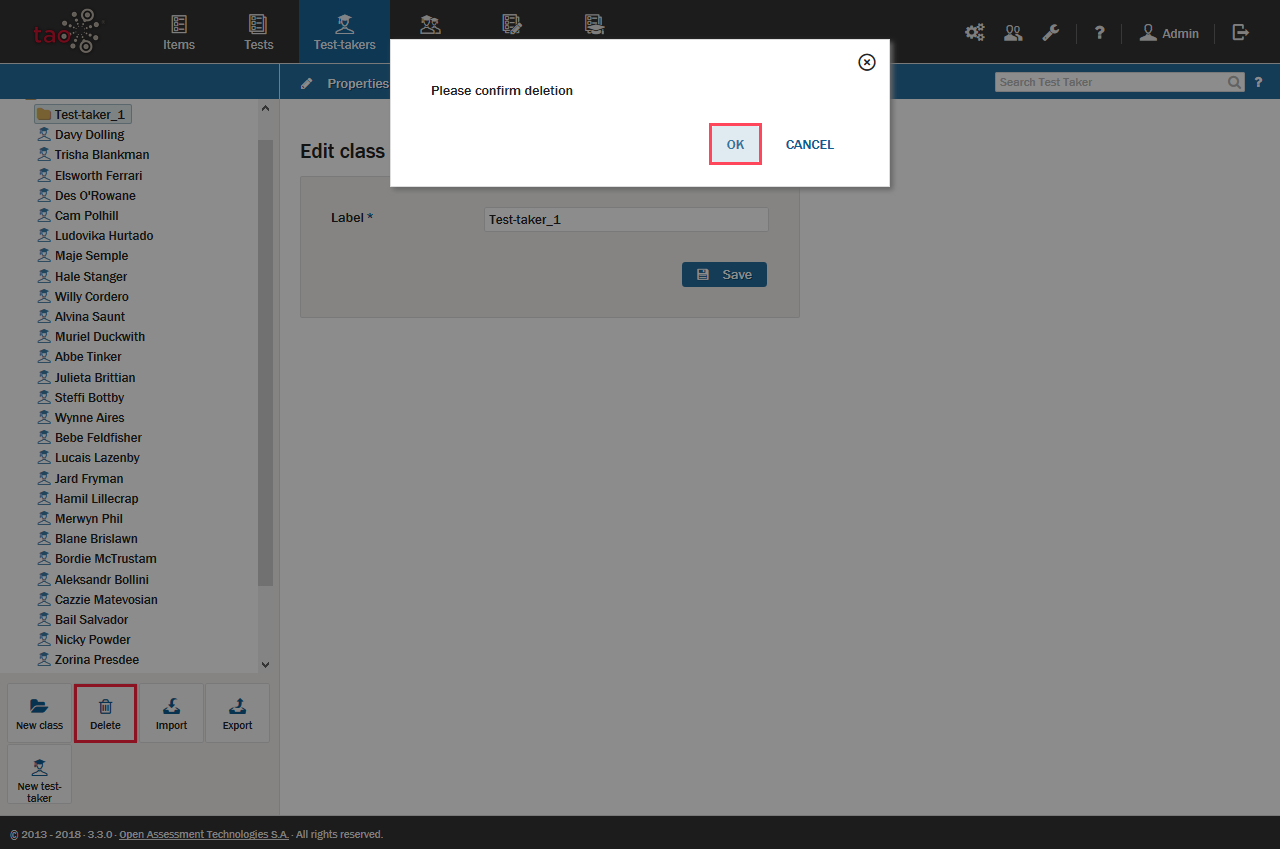 tao
Items
Tests
Test-takers
?
Admin
Properties
Search Test Taker
?
Please confirm deletion
OK
CANCEL
Test-taker_1
Davy Dolling
Trisha Blankman
Elsworth Ferrari
Des O'Rowane
Cam Polhill
Ludovika Hurtado
Maje Semple
Hale Stanger
Willy Cordero
Alvina Saunt
Muriel Duckwith
Abbe Tinker
Julieta Brittian
Steffi Bottby
Wynne Aires
Bebe Feldfisher
Lucais Lazenby
Jard Fryman
Hamil Lillecrap
Merwyn Phil
Blane Brislawn
Bordie McTrustam
Aleksandr Bollini
Cazzie Matevosian
Bail Salvador
Nicky Powder
Zorina Presdee
Edit class
Label *
Test-taker_1
Save
New class
Delete
Import
Export
New test-
taker
© 2013 - 2018 · 3.3.0 · Open Assessment Technologies S.A. · All rights reserved.